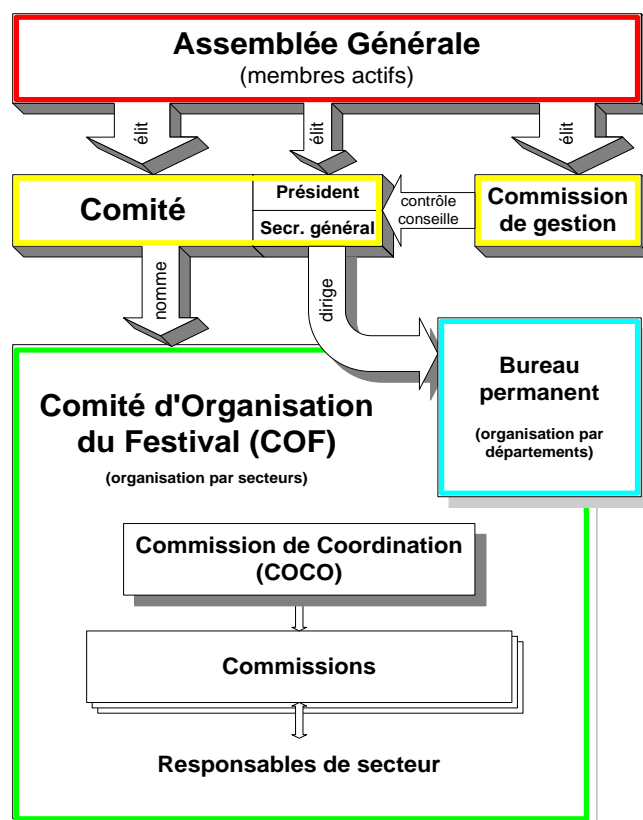 Assemblée Générale
(membres actifs)
élit
élit
élit
Comité
Président
Secr. général
contrôle
conseille
Commission
de gestion
nomme
dirige
Bureau
permanent
(organisation par
départements)
Comité d'Organisation
du Festival (COF)
(organisation par secteurs)
Commission de Coordination
(COCO)
Commissions
Responsables de secteur